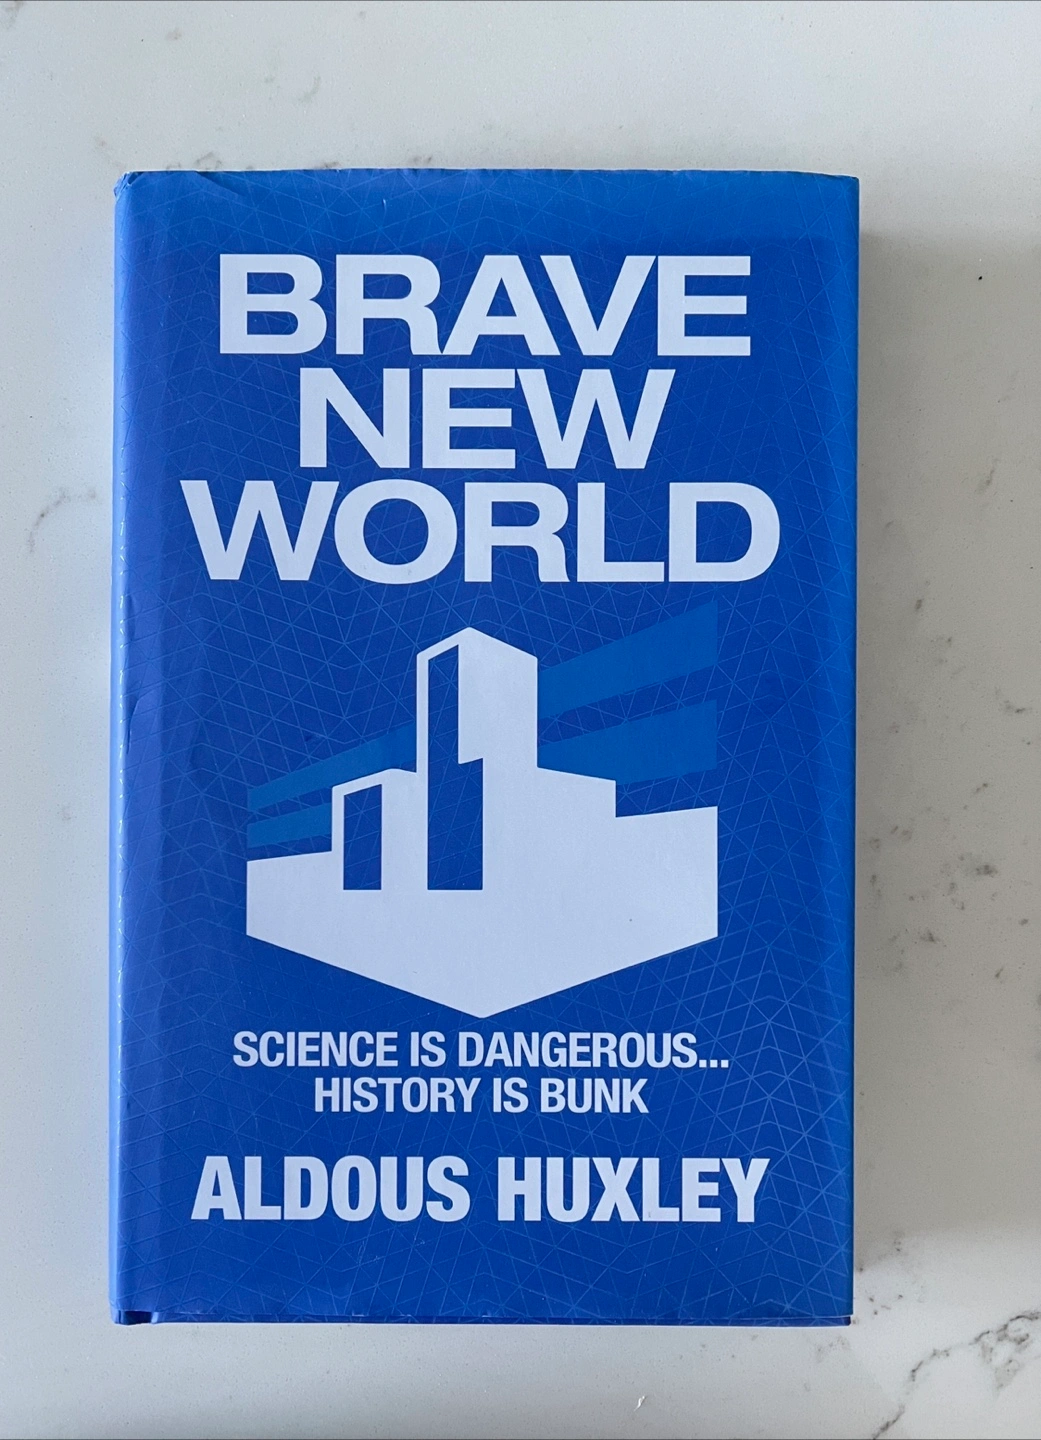 BRAVE
NEW
WORLD
SCIENCE IS DANGEROUS...
HISTORY IS BUNK
ALDOUS HUXLEY